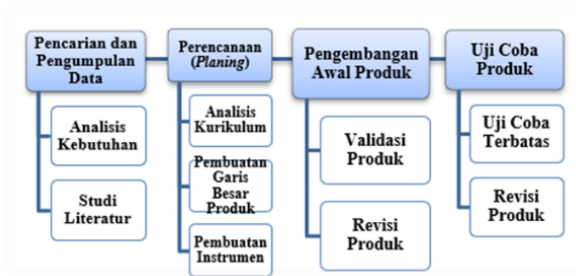 Pencarian dan
Pengumpulan
Data
Analisis
Kebutuhan
Studi
Literatur
Perencanaan
(Planing)
Analisis
Kurikulum
Pembuatan
Garis
Besar
Produk
Pembuatan
Instrumen
Pengembangan
Awal Produk
Validasi
Produk
Revisi
Produk
Uji Coba
Produk
Uji Coba
Terbatas
Revisi
Produk